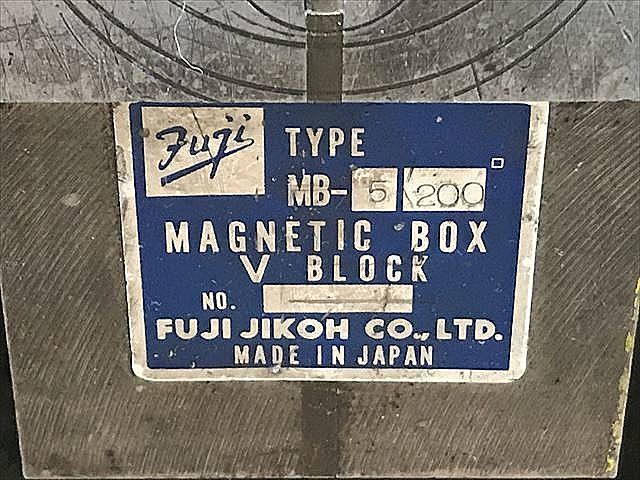 Fuji
TYPE
MB-5 200□
MAGNETIC BOX
V BLOCK
NO.
FUJI JIKOH CO., LTD.
MADE IN JAPAN